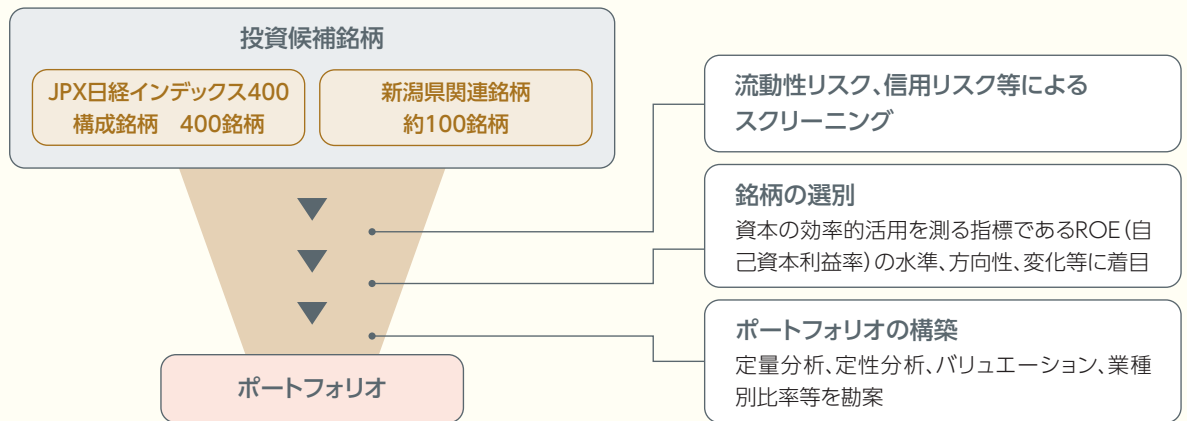 投資候補銘柄
JPX日経インデックス400
構成銘柄　400銘柄
新潟県関連銘柄
約100銘柄
流動性リスク、信用リスク等による
スクリーニング
銘柄の選別
資本の効率的活用を測る指標であるROE（自
己資本利益率）の水準、方向性、変化等に着目
ポートフォリオの構築
定量分析、定性分析、バリュエーション、業種
別比率等を勘案
ポートフォリオ